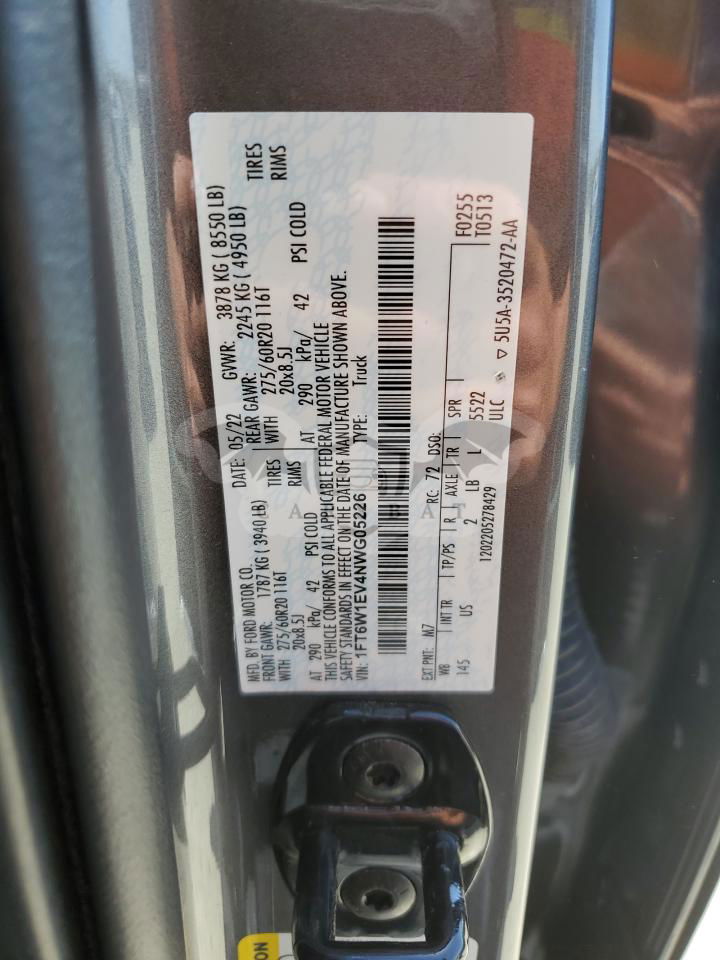 MFD. BY FORD MOTOR CO. DATE: 05/22 GVWR: 3878 KG ( 8550 LB)
FRONT GAWR: 1787 KG (3940 LB) REAR GAWR: 2245 KG ( 4950 LB)
WITH 275/60R20 116T TIRES WITH 275/60R20 116T TIRES
20x8.5J RIMS 20x8.5J RIMS
AT 290 kPa/ 42 PSI COLD AT 290 kPa/ 42 PSI COLD
THIS VEHICLE CONFORMS TO ALL APPLICABLE FEDERAL MOTOR VEHICLE
SAFETY STANDARDS IN EFFECT ON THE DATE OF MANUFACTURE SHOWN ABOVE.
VIN: 1FT6W1EV4NWG05226 TYPE: Truck
EXT PNT: M7 RC: 72 DSO: F0255
T0513
WB INT TR TP/PS R AXLE TR SPR
145 US 2 LB L 5522
ULC
1202205278429 ▽ 5U5A-3520472-AA
ION